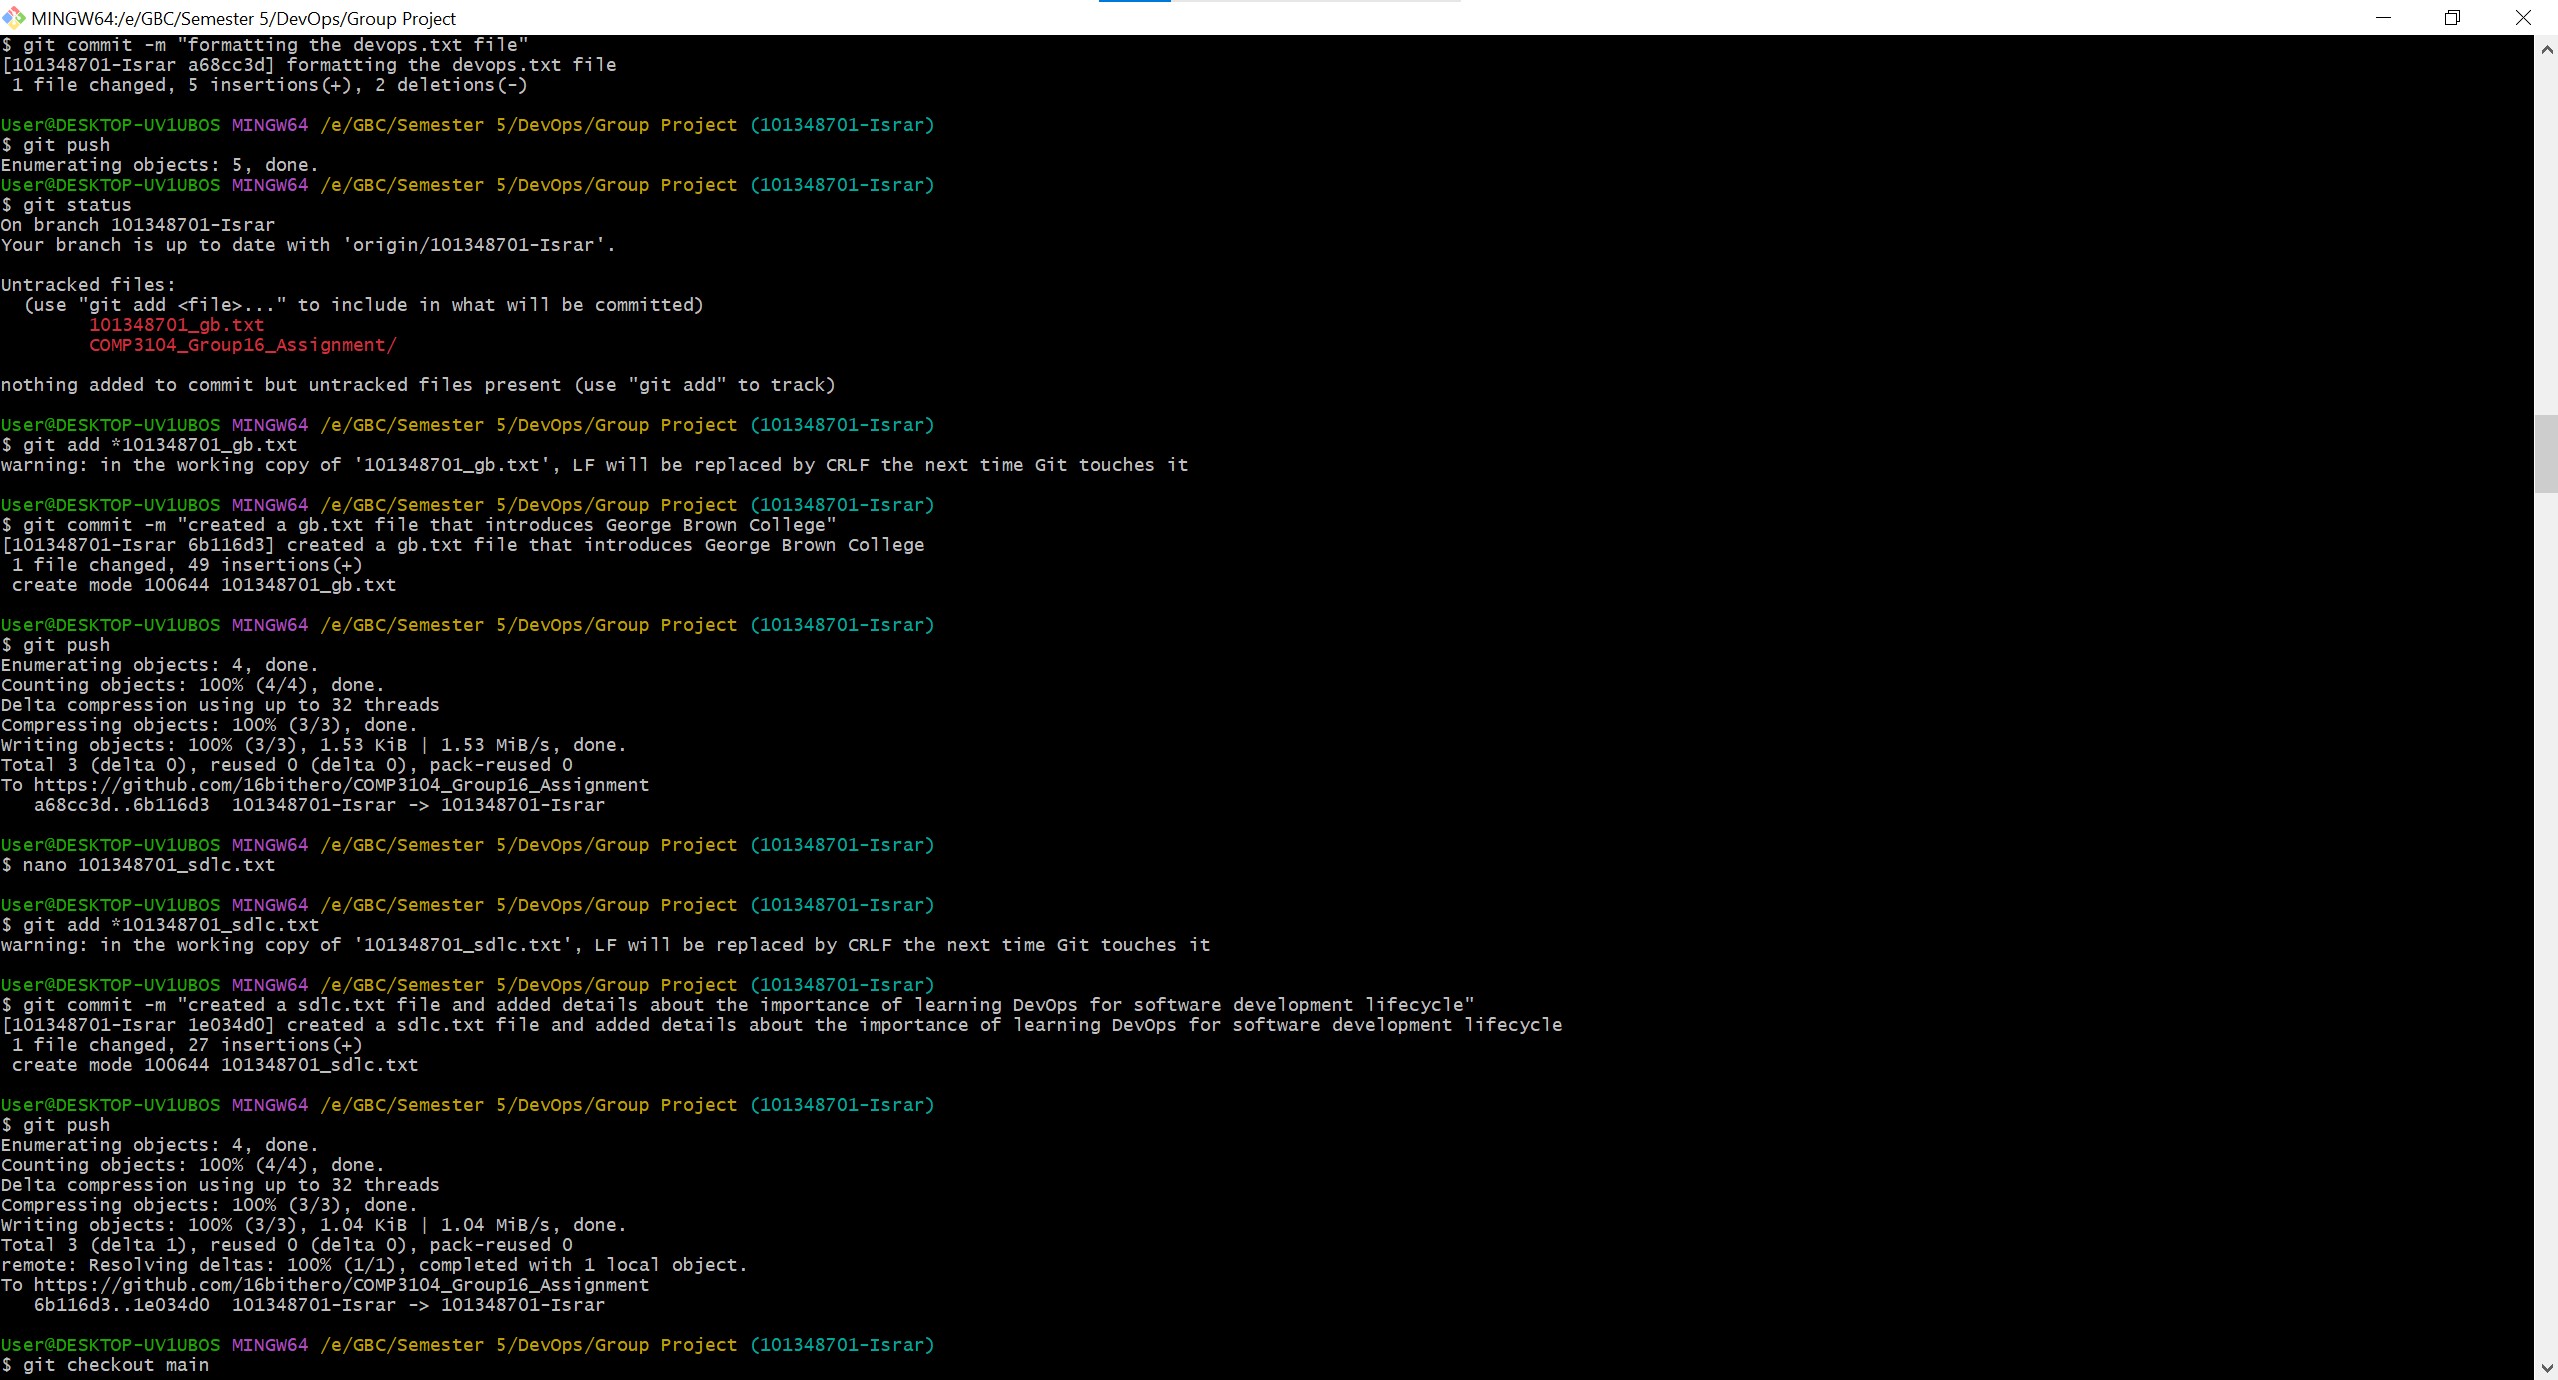 MINGW64:/e/GBC/Semester 5/DevOps/Group Project
$ git commit -m "formatting the devops.txt file"
[101348701-Israr a68cc3d] formatting the devops.txt file
 1 file changed, 5 insertions(+), 2 deletions(-)
User@DESKTOP-UV1UBOS MINGW64 /e/GBC/Semester 5/DevOps/Group Project (101348701-Israr)
$ git push
Enumerating objects: 5, done.
User@DESKTOP-UV1UBOS MINGW64 /e/GBC/Semester 5/DevOps/Group Project (101348701-Israr)
$ git status
On branch 101348701-Israr
Your branch is up to date with 'origin/101348701-Israr'.
Untracked files:
  (use "git add <file>..." to include in what will be committed)
        101348701_gb.txt
        COMP3104_Group16_Assignment/
nothing added to commit but untracked files present (use "git add" to track)
User@DESKTOP-UV1UBOS MINGW64 /e/GBC/Semester 5/DevOps/Group Project (101348701-Israr)
$ git add *101348701_gb.txt
warning: in the working copy of '101348701_gb.txt', LF will be replaced by CRLF the next time Git touches it
User@DESKTOP-UV1UBOS MINGW64 /e/GBC/Semester 5/DevOps/Group Project (101348701-Israr)
$ git commit -m "created a gb.txt file that introduces George Brown College"
[101348701-Israr 6b116d3] created a gb.txt file that introduces George Brown College
 1 file changed, 49 insertions(+)
 create mode 100644 101348701_gb.txt
User@DESKTOP-UV1UBOS MINGW64 /e/GBC/Semester 5/DevOps/Group Project (101348701-Israr)
$ git push
Enumerating objects: 4, done.
Counting objects: 100% (4/4), done.
Delta compression using up to 32 threads
Compressing objects: 100% (3/3), done.
Writing objects: 100% (3/3), 1.53 KiB | 1.53 MiB/s, done.
Total 3 (delta 0), reused 0 (delta 0), pack-reused 0
To https://github.com/16bithero/COMP3104_Group16_Assignment
   a68cc3d..6b116d3  101348701-Israr -> 101348701-Israr
User@DESKTOP-UV1UBOS MINGW64 /e/GBC/Semester 5/DevOps/Group Project (101348701-Israr)
$ nano 101348701_sdlc.txt
User@DESKTOP-UV1UBOS MINGW64 /e/GBC/Semester 5/DevOps/Group Project (101348701-Israr)
$ git add *101348701_sdlc.txt
warning: in the working copy of '101348701_sdlc.txt', LF will be replaced by CRLF the next time Git touches it
User@DESKTOP-UV1UBOS MINGW64 /e/GBC/Semester 5/DevOps/Group Project (101348701-Israr)
$ git commit -m "created a sdlc.txt file and added details about the importance of learning DevOps for software development lifecycle"
[101348701-Israr 1e034d0] created a sdlc.txt file and added details about the importance of learning DevOps for software development lifecycle
 1 file changed, 27 insertions(+)
 create mode 100644 101348701_sdlc.txt
User@DESKTOP-UV1UBOS MINGW64 /e/GBC/Semester 5/DevOps/Group Project (101348701-Israr)
$ git push
Enumerating objects: 4, done.
Counting objects: 100% (4/4), done.
Delta compression using up to 32 threads
Compressing objects: 100% (3/3), done.
Writing objects: 100% (3/3), 1.04 KiB | 1.04 MiB/s, done.
Total 3 (delta 1), reused 0 (delta 0), pack-reused 0
remote: Resolving deltas: 100% (1/1), completed with 1 local object.
To https://github.com/16bithero/COMP3104_Group16_Assignment
   6b116d3..1e034d0  101348701-Israr -> 101348701-Israr
User@DESKTOP-UV1UBOS MINGW64 /e/GBC/Semester 5/DevOps/Group Project (101348701-Israr)
$ git checkout main